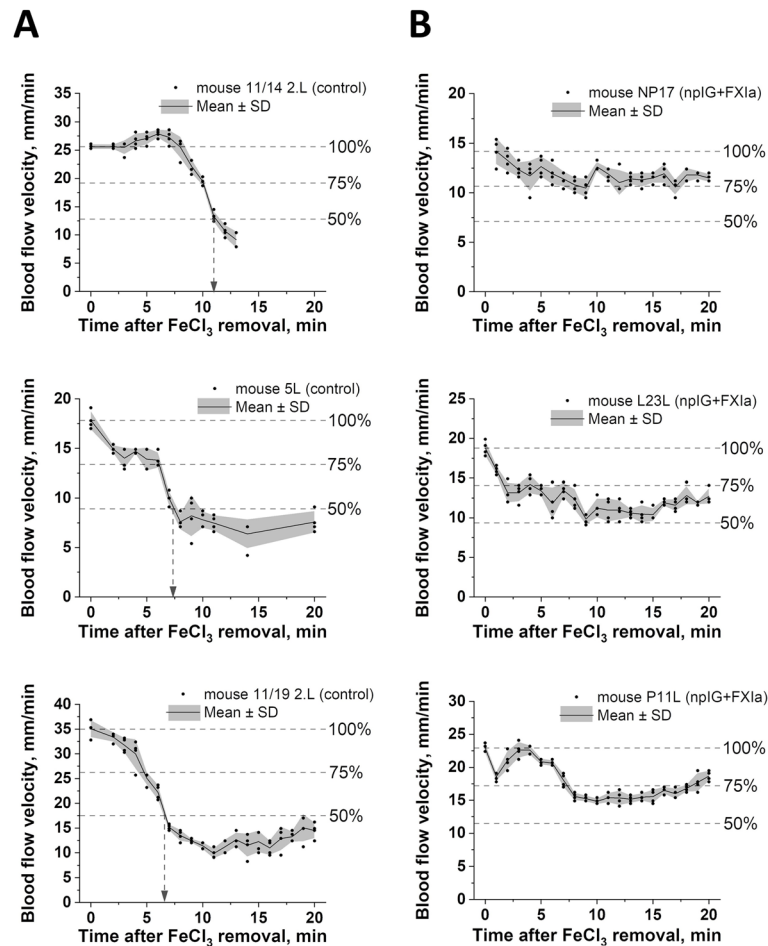 A
B
mouse 11/14 2.L (control)
Mean ± SD
Blood flow velocity, mm/min
35
30
25
20
15
10
5
0
100%
75%
50%
0 5 10 15 20
Time after FeCl3 removal, min
mouse NP17 (npIG+FXIa)
Mean ± SD
Blood flow velocity, mm/min
20
15
10
5
0
100%
75%
50%
0 5 10 15 20
Time after FeCl3 removal, min
mouse 5L (control)
Mean ± SD
Blood flow velocity, mm/min
20
15
10
5
0
100%
75%
50%
0 5 10 15 20
Time after FeCl3 removal, min
mouse L23L (npIG+FXIa)
Mean ± SD
Blood flow velocity, mm/min
25
20
15
10
5
0
100%
75%
50%
0 5 10 15 20
Time after FeCl3 removal, min
mouse 11/19 2.L (control)
Mean ± SD
Blood flow velocity, mm/min
40
35
30
25
20
15
10
5
0
100%
75%
50%
0 5 10 15 20
Time after FeCl3 removal, min
mouse P11L (npIG+FXIa)
Mean ± SD
Blood flow velocity, mm/min
30
25
20
15
10
5
0
100%
75%
50%
0 5 10 15 20
Time after FeCl3 removal, min